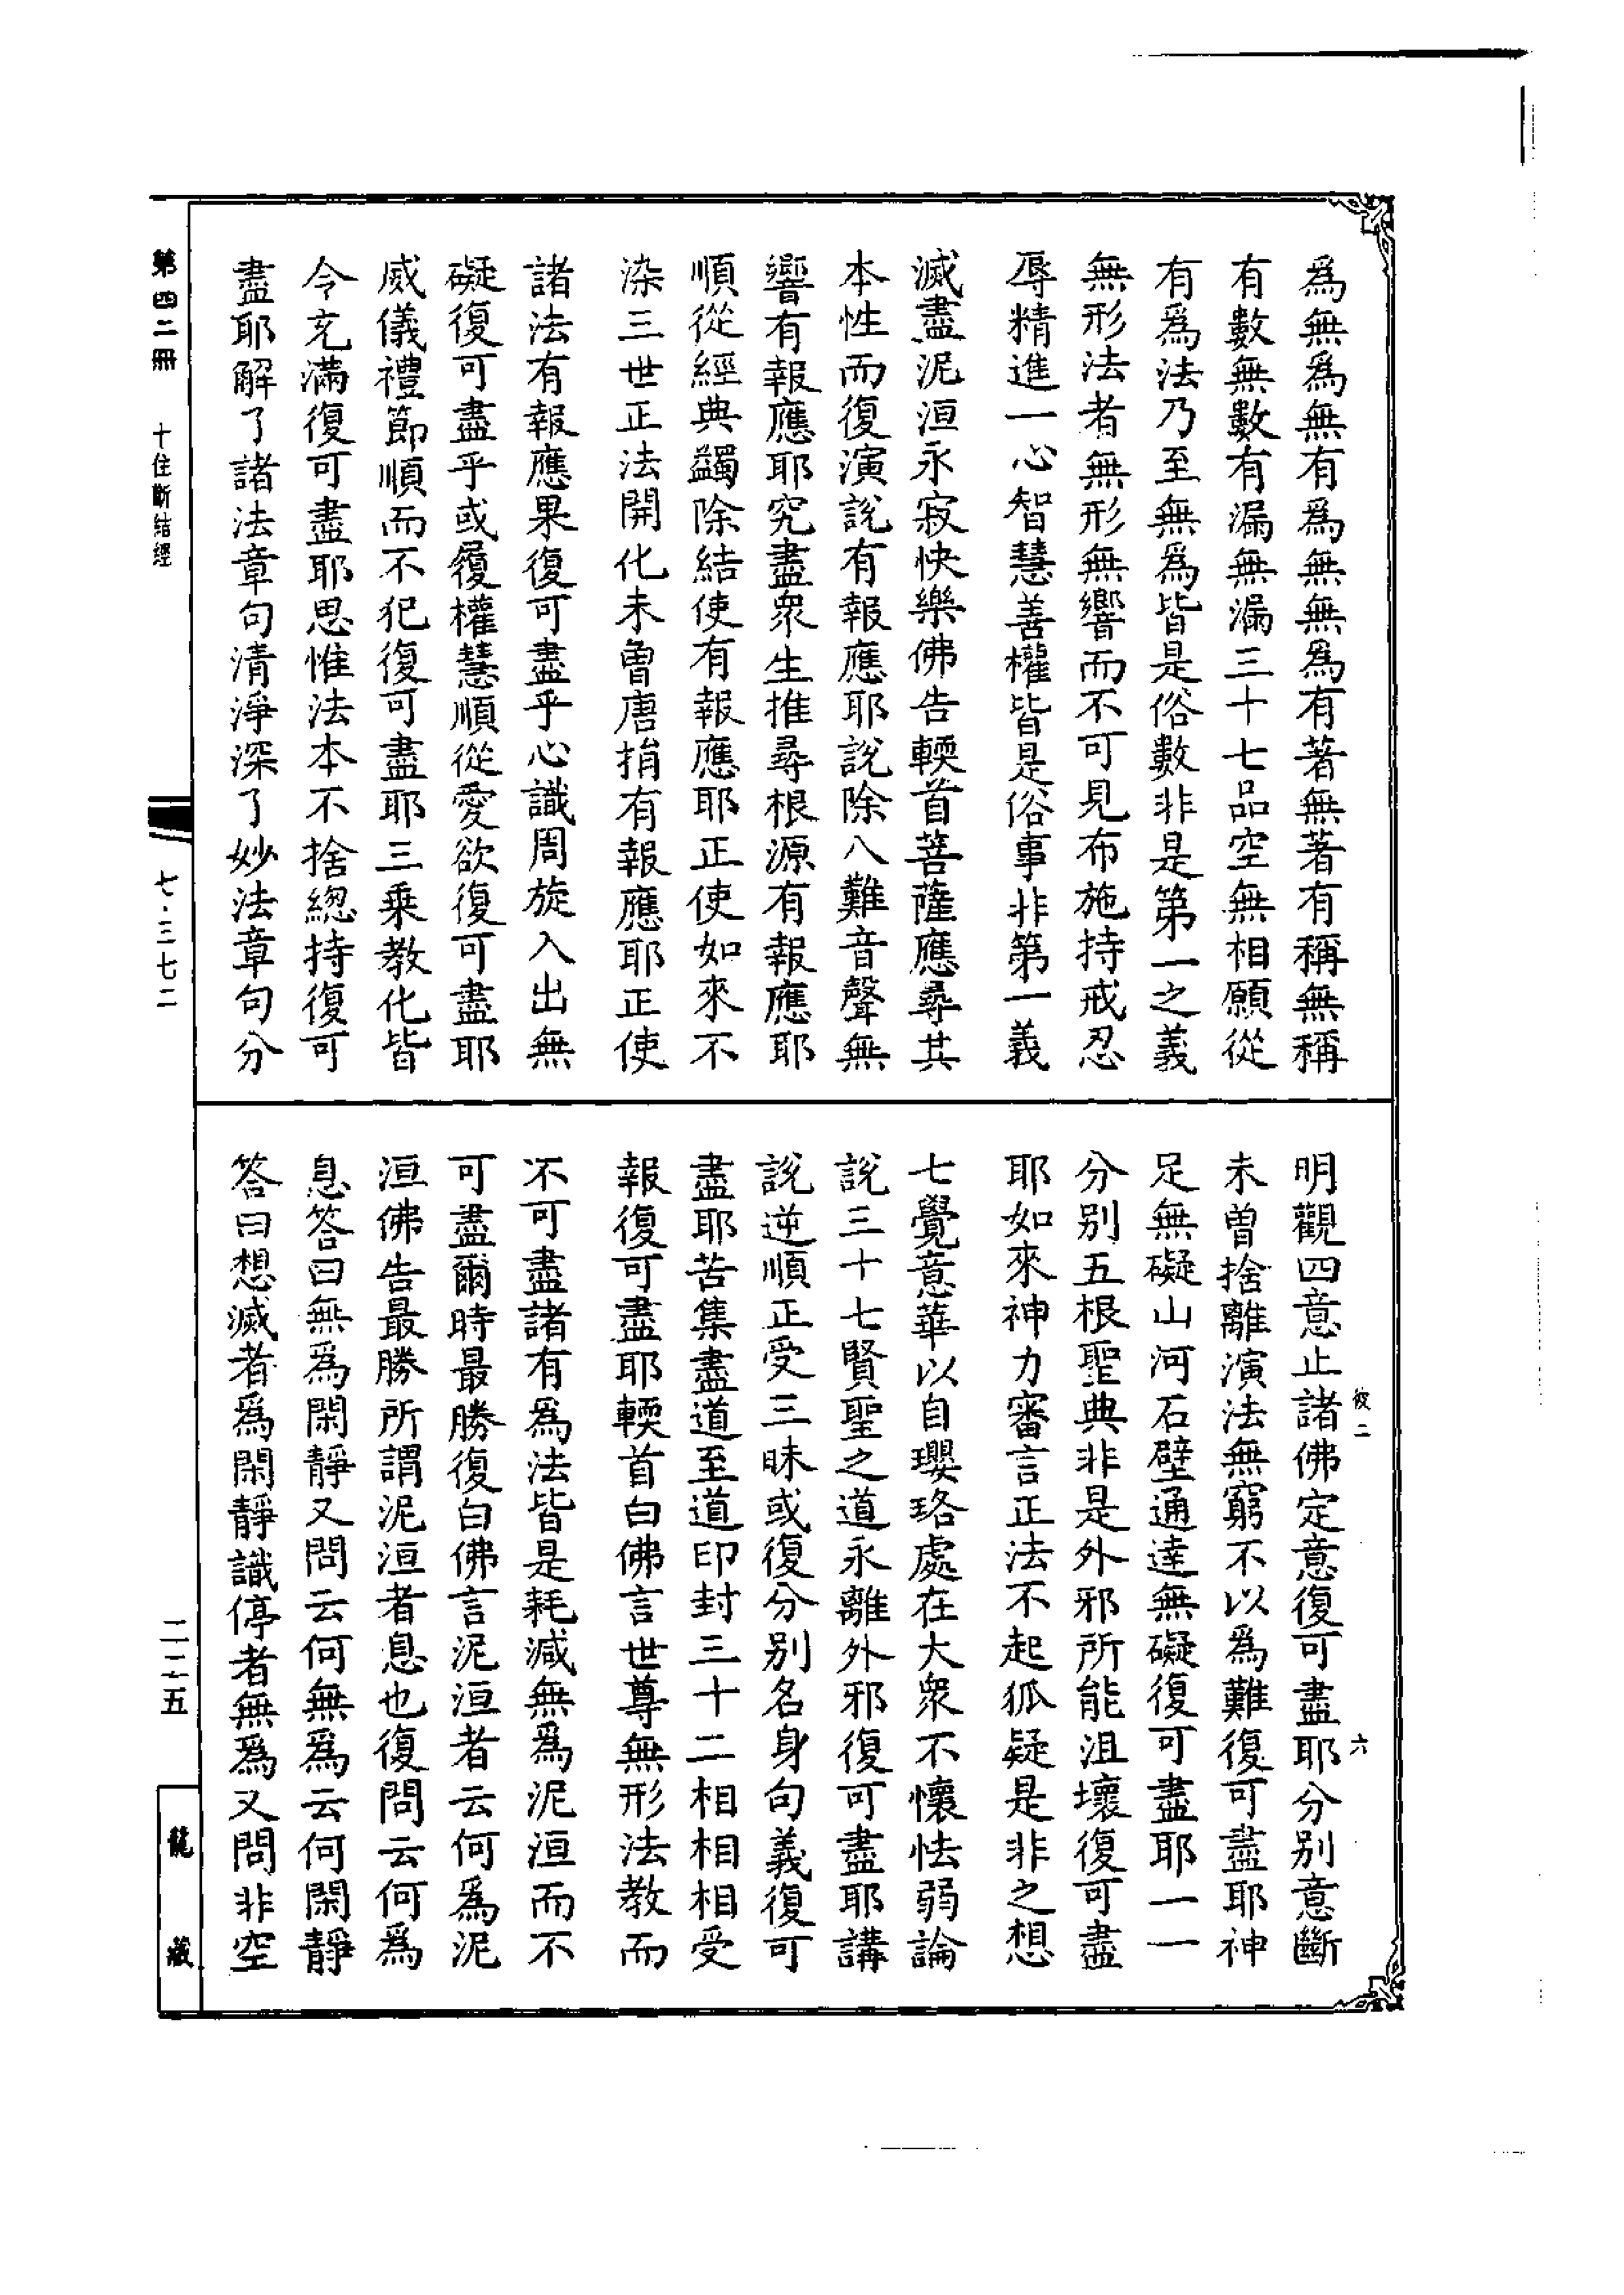 為無為無有為無無為有著無著有稱無稱
有數無數有漏無漏三十七品空無相願從
有為法乃至無為皆是俗數非是第一之義
無形法者無形無響而不可見布施持戒忍
辱精進一心智慧善權皆是俗事非第一義
滅盡泥洹永寂快樂佛告軟首菩薩應尋其
本性而復演說有報應耶說除八難音聲無
響有報應耶究盡眾生推尋根源有報應耶
順從經典蠲除結使有報應耶正使如來不
染三世正法開化未曾唐捐有報應耶正使
諸法有報應果復可盡乎心識周旋入出無
礙復可盡乎或履權慧順從愛欲復可盡耶
威儀禮節順而不犯復可盡耶三乘教化皆
令充滿復可盡耶思惟法本不捨總持復可
盡耶解了諸法章句清淨深了妙法章句分
明觀四意止諸佛定意復可盡耶分別意斷
未曾捨離演法無窮不以為難復可盡耶神
足無礙山河石壁通達無礙復可盡耶一一
分別五根聖典非是外邪所能沮壞復可盡
耶如來神力審言正法不起狐疑是非之想
七覺意華以自瓔珞處在大眾不懷怯弱論
說三十七賢聖之道永離外邪復可盡耶講
說逆順正受三昧或復分別名身句義復可
盡耶苦集盡道至道印封三十二相相相受
報復可盡耶軟首白佛言世尊無形法教而
不可盡諸有為法皆是耗減無為泥洹而不
可盡爾時最勝復白佛言泥洹者云何為泥
洹佛告最勝所謂泥洹者息也復問云何為
息答曰無為閑靜又問云何無為云何閑靜
答曰想滅者為閑靜識停者無為又問非空
彼二
六
第四二冊
十住斷結經
七·三七二
二二五
龍藏